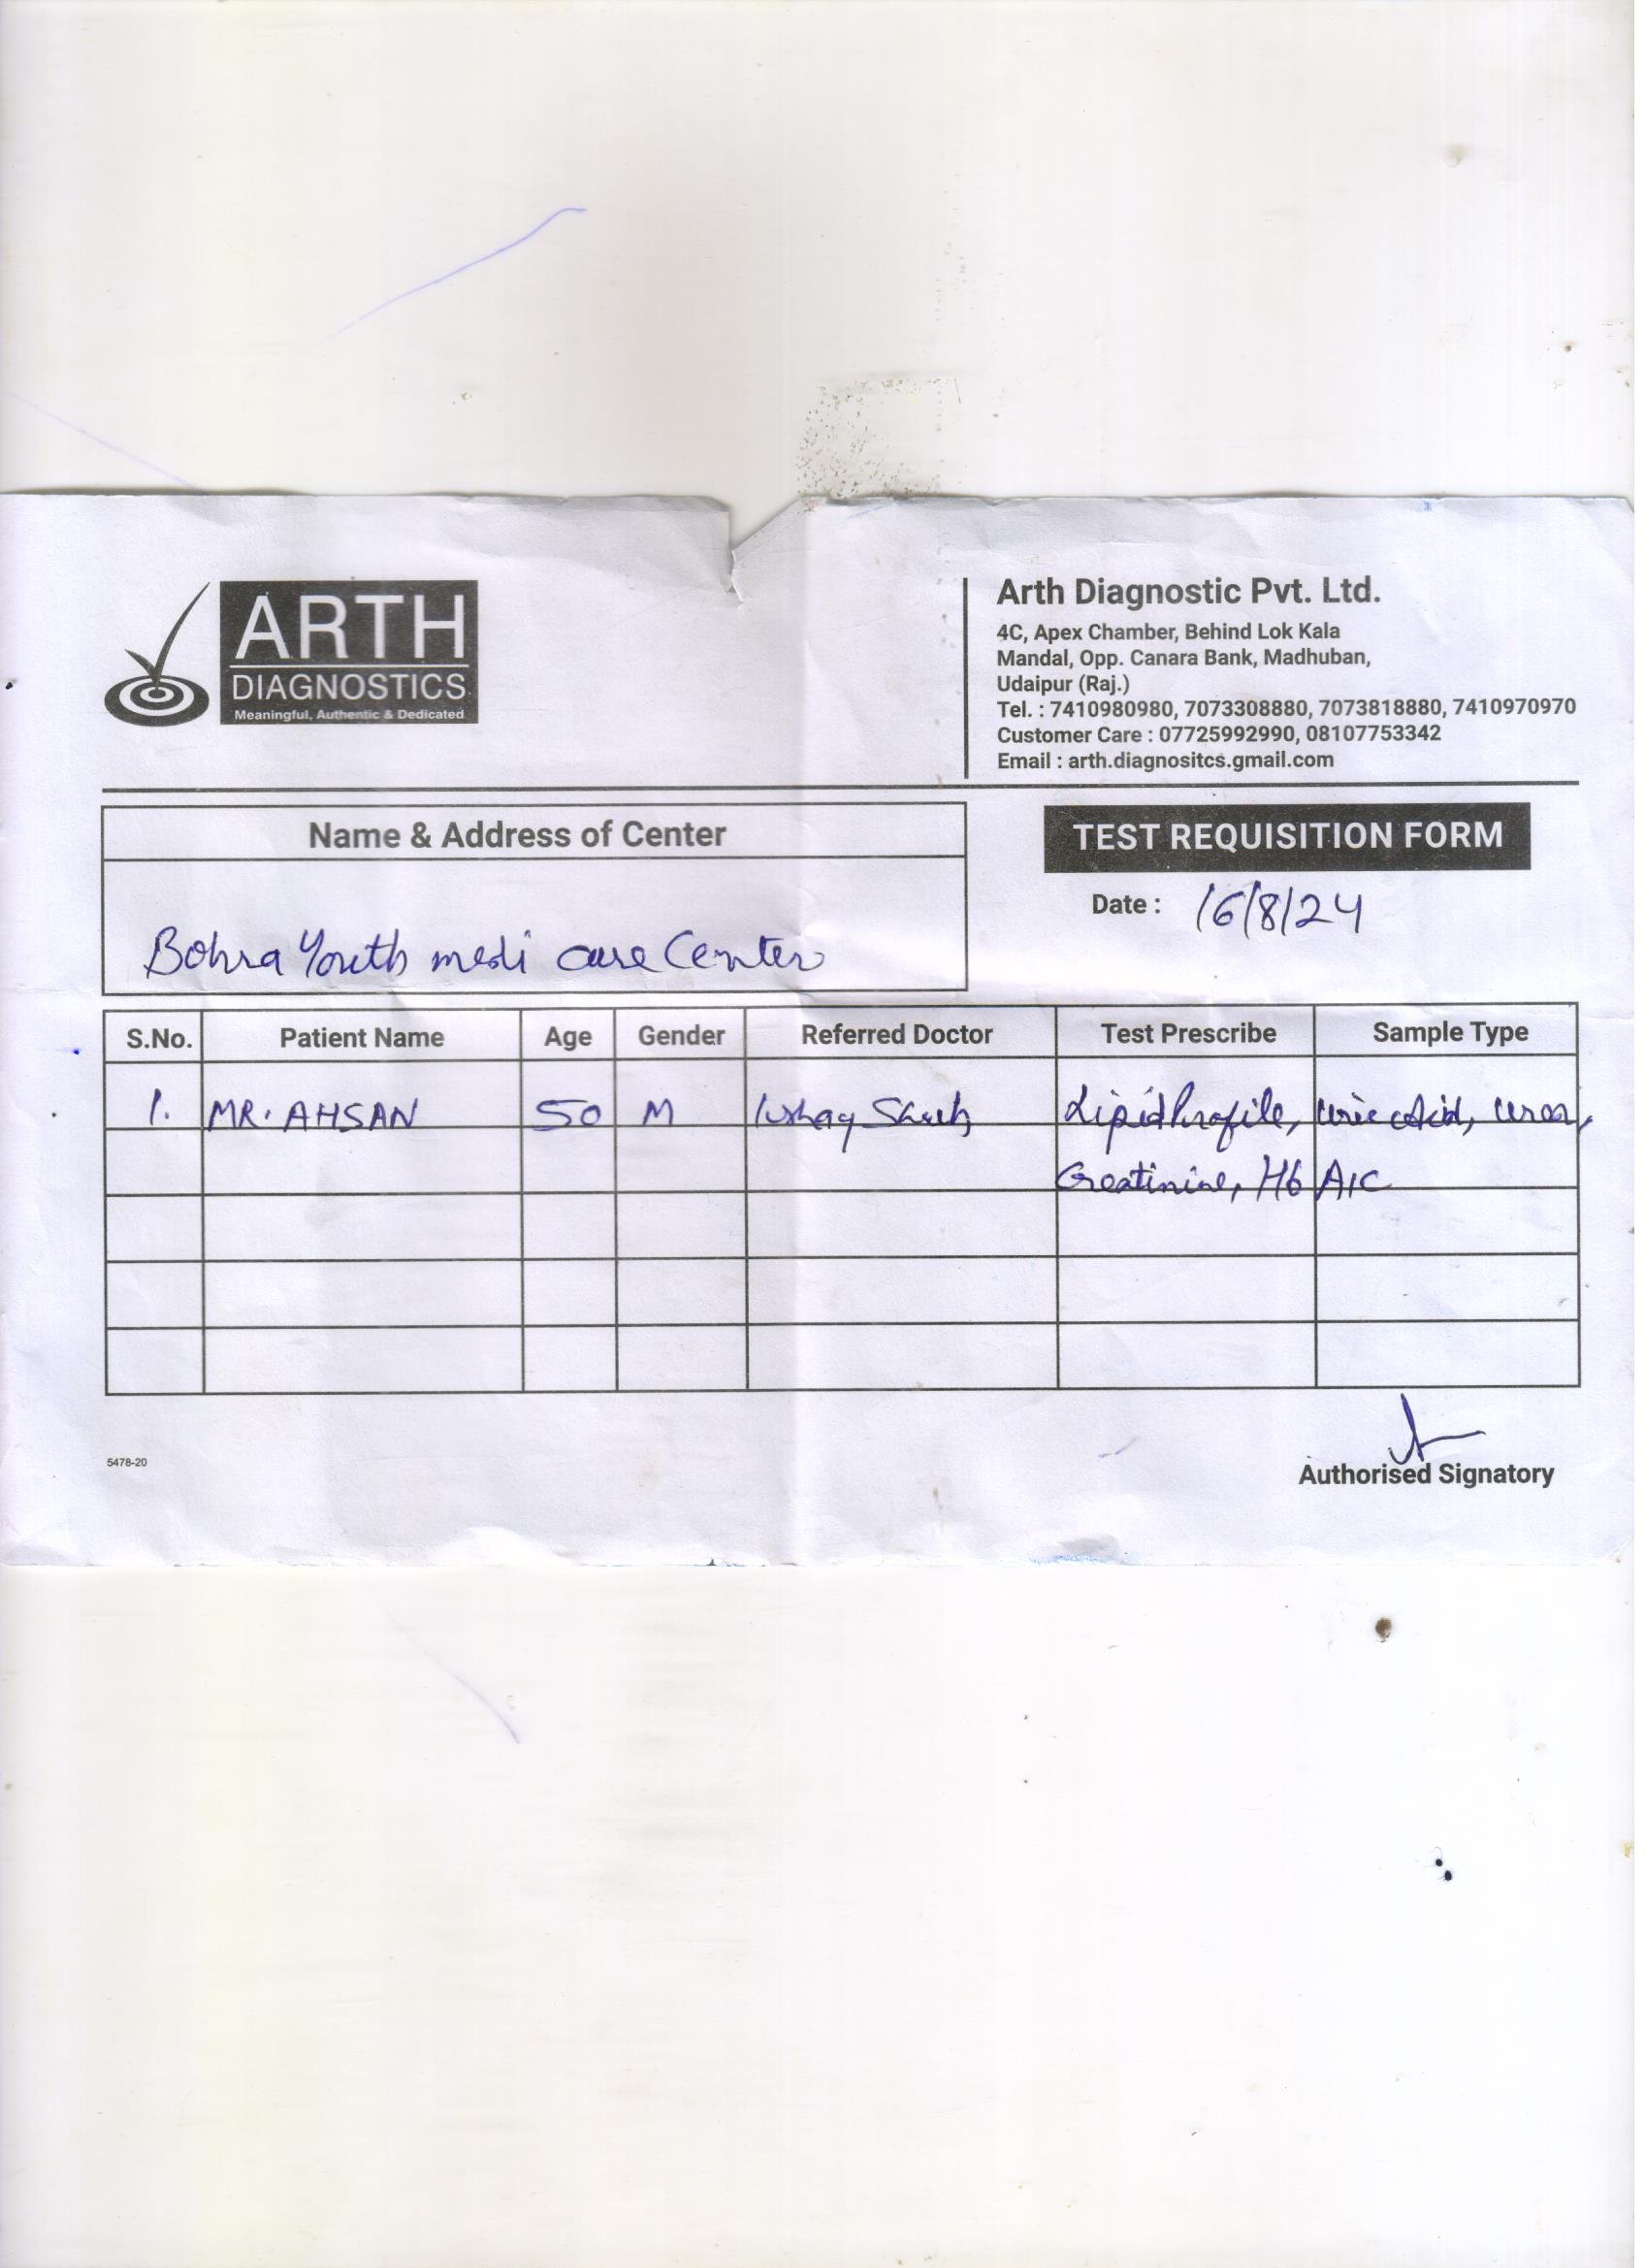 ARTH
DIAGNOSTICS
Meaningful, Authentic & Dedicated
Arth Diagnostic Pvt. Ltd.
4C, Apex Chamber, Behind Lok Kala
Mandal, Opp. Canara Bank, Madhuban,
Udaipur (Raj.)
Tel. : 7410980980, 7073308880, 7073818880, 7410970970
Customer Care : 07725992990, 08107753342
Email : arth.diagnositcs.gmail.com
Name & Address of Center
TEST REQUISITION FORM
Date : 16/8/24
Bohra Youth medi care Center
S.No. Patient Name Age Gender Referred Doctor Test Prescribe Sample Type
1. MR. AHSAN 50 M Lipid Profile, uric Acid, urea,
Creatinine, Hb A1C
5478-20
Authorised Signatory